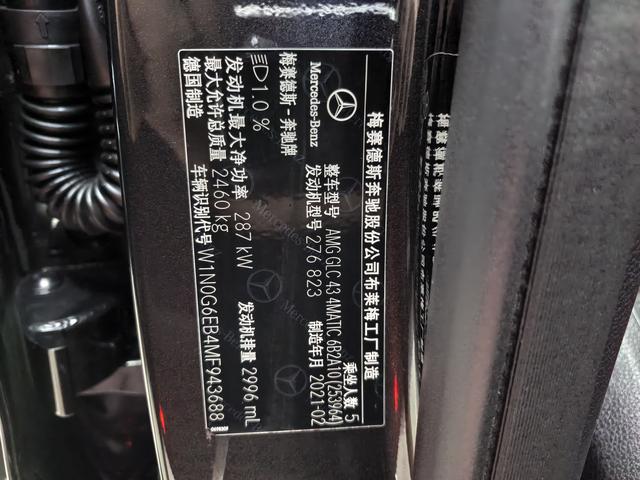 梅赛德斯奔驰股份公司布莱梅工厂制造
Mercedes-Benz
整车型号 AMG GLC 43 4MATIC 6B2A10(253964)
乘坐人数 5
梅赛德斯-奔驰牌
发动机型号 276 823
制造年月 2021-02
1.0 %
发动机最大净功率 287 kW
发动机排量 2996 mL
最大允许总质量 2460 kg
德国制造
车辆识别代号 W1N0G6EB4MF943688